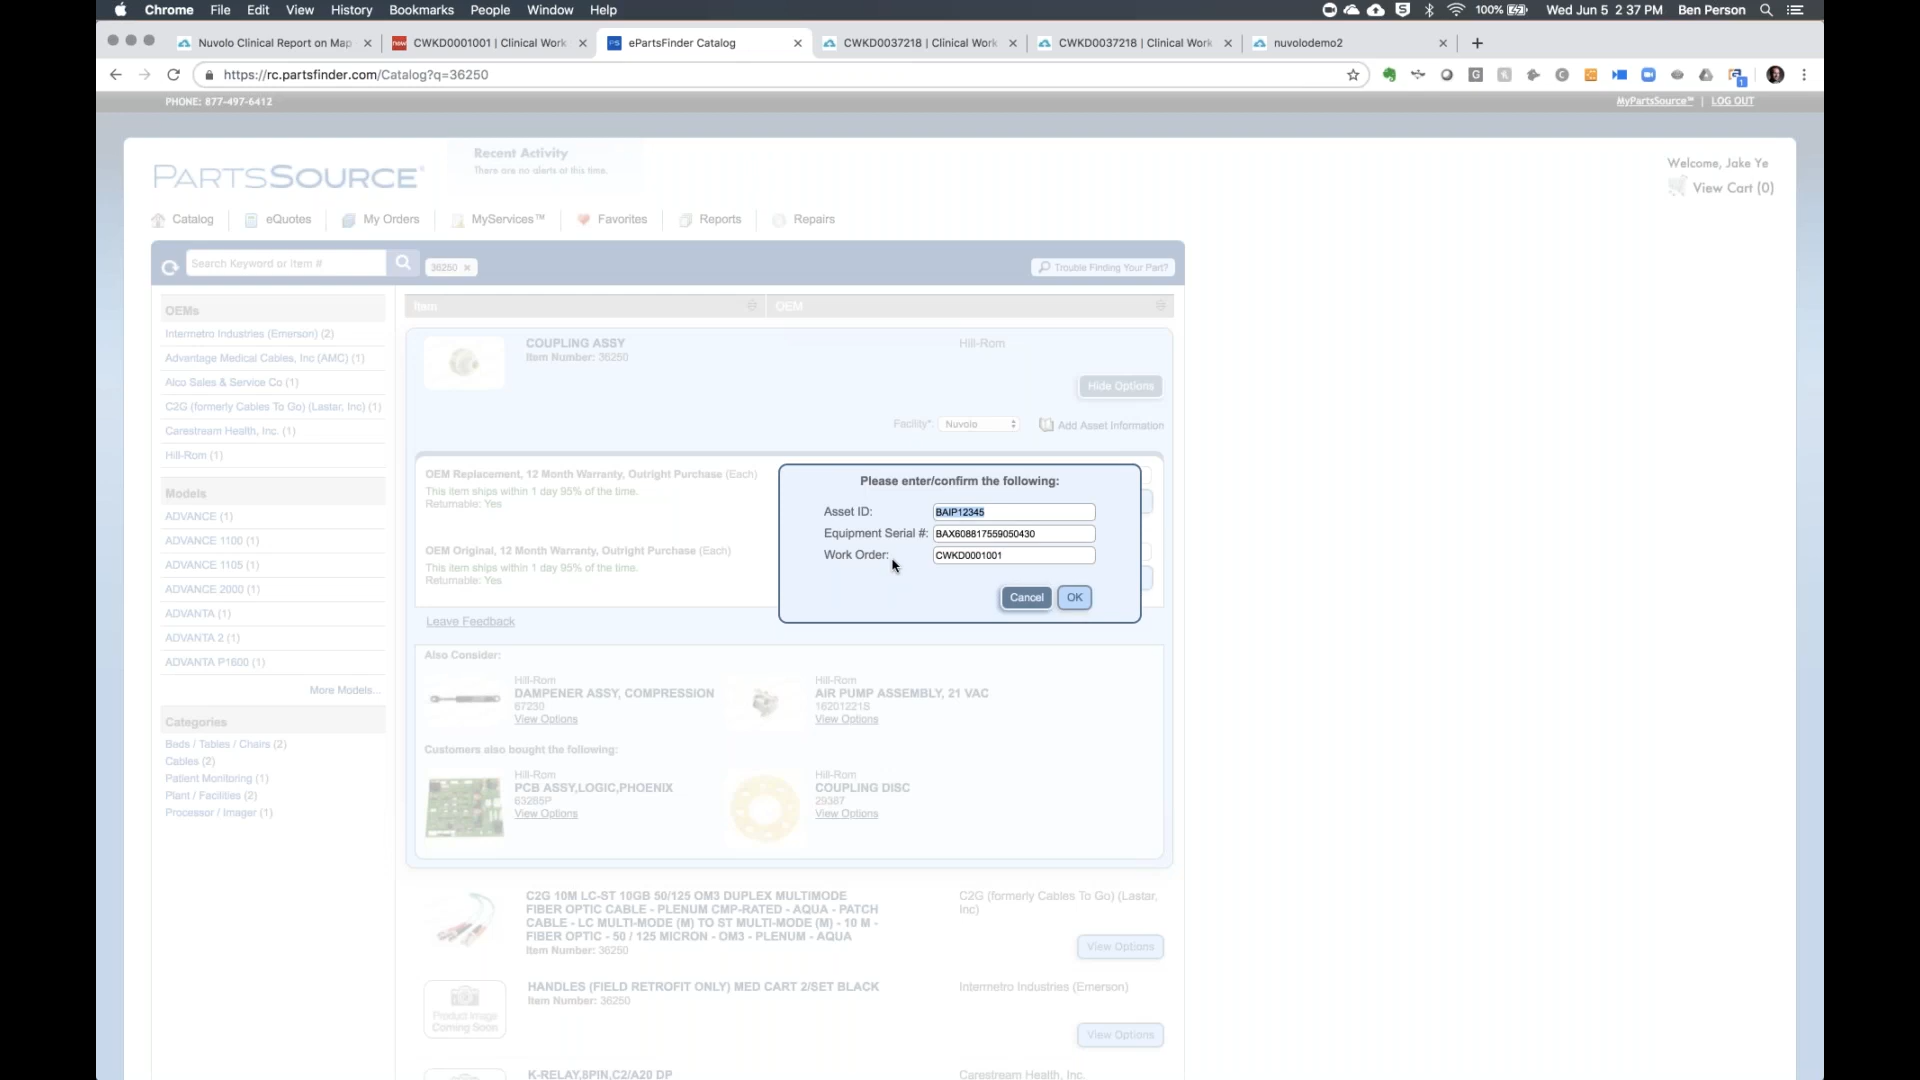 Chrome File Edit View History Bookmarks People Window Help 100% Wed Jun 5 2 37 PM Ben Person
Nuvolo Clinical Report on Map CWKD0001001 | Clinical Work ePartsFinder Catalog CWKD0037218 | Clinical Work CWKD0037218 | Clinical Work nuvolodemo2
https://rc.partsfinder.com/Catalog?q=36250
PHONE: 877-497-6412 MyPartsSource™ | LOG OUT
Recent Activity
There are no alerts at this time.
PARTSSOURCE®
Welcome, Jake Ye
View Cart (0)
Catalog eQuotes My Orders MyServices™ Favorites Reports Repairs
Search Keyword or Item # 36250 x Trouble Finding Your Part?
OEMs
Intermetro Industries (Emerson) (2)
Advantage Medical Cables, Inc (AMC) (1)
Alco Sales & Service Co (1)
C2G (formerly Cables To Go) (Lastar, Inc) (1)
Carestream Health, Inc. (1)
Hill-Rom (1)
Models
ADVANCE (1)
ADVANCE 1100 (1)
ADVANCE 1105 (1)
ADVANCE 2000 (1)
ADVANTA (1)
ADVANTA 2 (1)
ADVANTA P1600 (1)
More Models...
Categories
Beds / Tables / Chairs (2)
Cables (2)
Patient Monitoring (1)
Plant / Facilities (2)
Processor / Imager (1)
Item OEM
COUPLING ASSY Hill-Rom
Item Number: 36250
Hide Options
Facility*: Nuvolo Add Asset Information
OEM Replacement, 12 Month Warranty, Outright Purchase (Each)
This item ships within 1 day 95% of the time.
Returnable: Yes
OEM Original, 12 Month Warranty, Outright Purchase (Each)
This item ships within 1 day 95% of the time.
Returnable: Yes
Please enter/confirm the following:
Asset ID: BAIP12345
Equipment Serial #: BAX608817559050430
Work Order: CWKD0001001
Cancel OK
Leave Feedback
Also Consider:
Hill-Rom
DAMPENER ASSY, COMPRESSION
67230
View Options
Hill-Rom
AIR PUMP ASSEMBLY, 21 VAC
16201221S
View Options
Customers also bought the following:
Hill-Rom
PCB ASSY,LOGIC,PHOENIX
63285P
View Options
Hill-Rom
COUPLING DISC
29387
View Options
C2G 10M LC-ST 10GB 50/125 OM3 DUPLEX MULTIMODE
FIBER OPTIC CABLE - PLENUM CMP-RATED - AQUA - PATCH
CABLE - LC MULTI-MODE (M) TO ST MULTI-MODE (M) - 10 M -
FIBER OPTIC - 50 / 125 MICRON - OM3 - PLENUM - AQUA
Item Number: 36250
C2G (formerly Cables To Go) (Lastar,
Inc)
View Options
Product Image
Coming Soon
HANDLES (FIELD RETROFIT ONLY) MED CART 2/SET BLACK
Item Number: 36250
Intermetro Industries (Emerson)
View Options
K-RELAY,8PIN,C2/A20 DP Carestream Health, Inc.